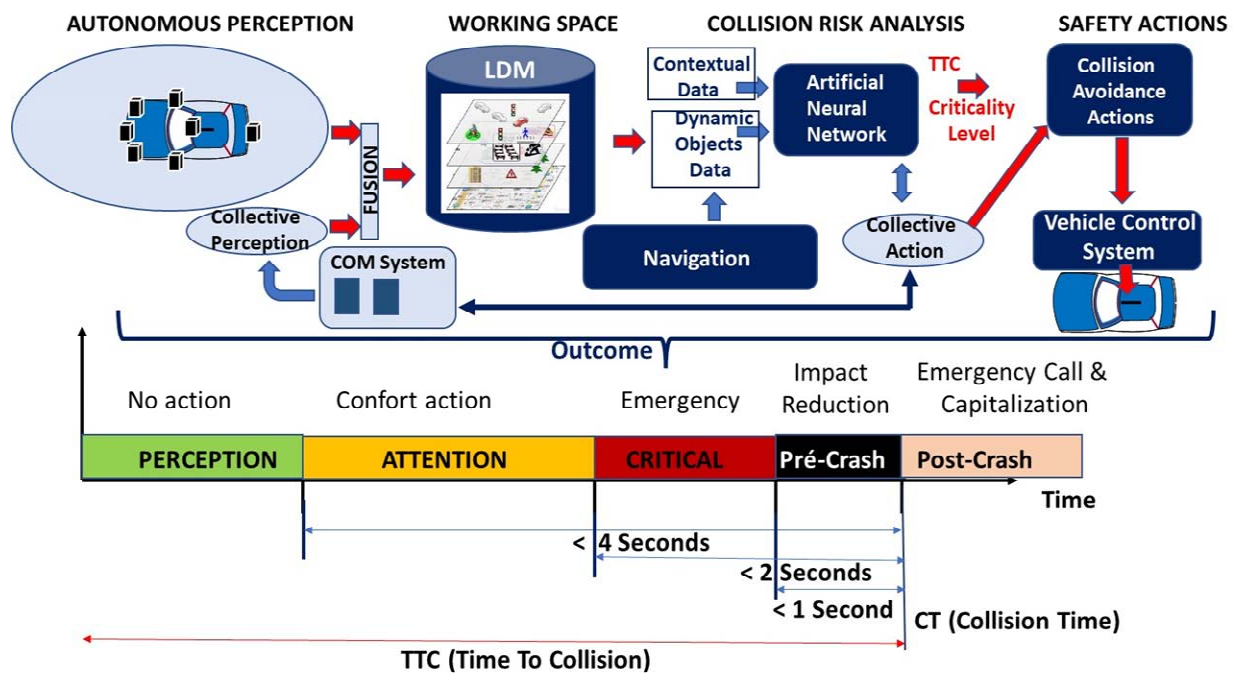 AUTONOMOUS PERCEPTION
WORKING SPACE
COLLISION RISK ANALYSIS
SAFETY ACTIONS
LDM
Contextual
Data
Dynamic
Objects
Data
Artificial
Neural
Network
TTC
Criticality
Level
Collision
Avoidance
Actions
FUSION
Collective
Perception
COM System
Navigation
Collective
Action
Vehicle Control
System
Outcome
No action
Confort action
Emergency
Impact
Reduction
Emergency Call &
Capitalization
PERCEPTION
ATTENTION
CRITICAL
Pré-Crash
Post-Crash
Time
< 4 Seconds
< 2 Seconds
< 1 Second
CT (Collision Time)
TTC (Time To Collision)